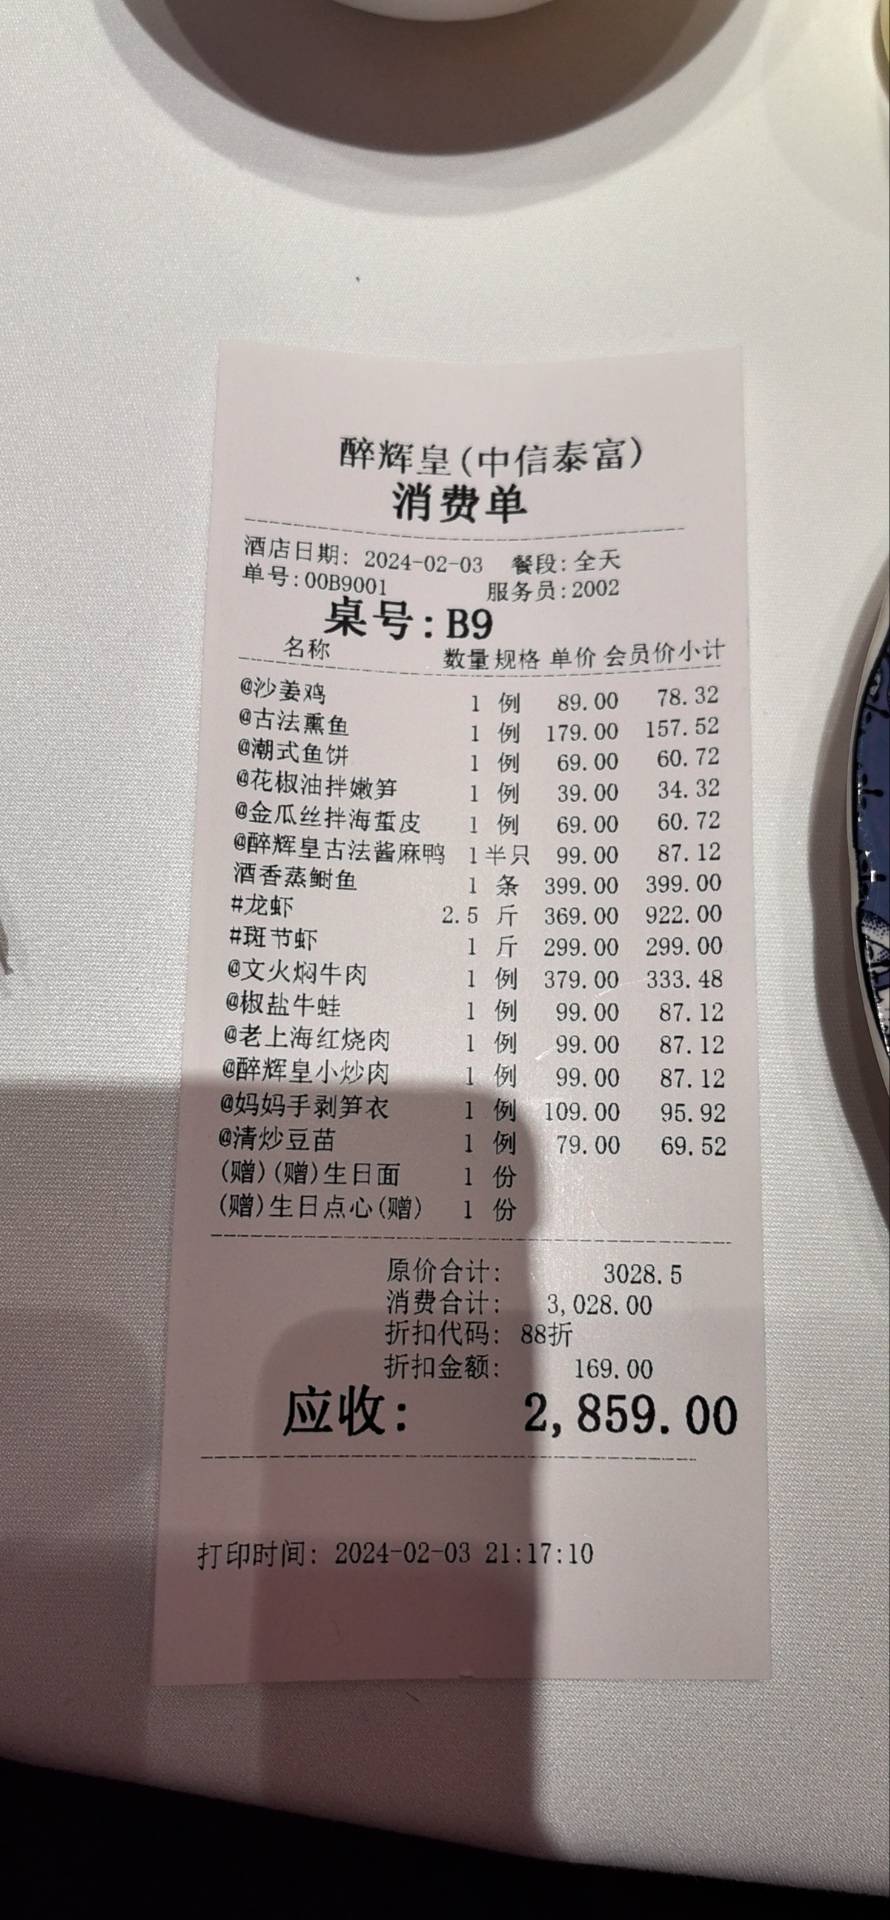 醉辉皇(中信泰富)
消费单
酒店日期: 2024-02-03 餐段:全天
单号:00B9001 服务员:2002
桌号:B9
名称 数量 规格 单价 会员价小计
@沙姜鸡 1 例 89.00 78.32
@古法熏鱼 1 例 179.00 157.52
@潮式鱼饼 1 例 69.00 60.72
@花椒油拌嫩笋 1 例 39.00 34.32
@金瓜丝拌海蜇皮 1 例 69.00 60.72
@醉辉皇古法酱麻鸭 1 半只 99.00 87.12
酒香蒸鲥鱼 1 条 399.00 399.00
#龙虾 2.5 斤 369.00 922.00
#斑节虾 1 斤 299.00 299.00
@文火焖牛肉 1 例 379.00 333.48
@椒盐牛蛙 1 例 99.00 87.12
@老上海红烧肉 1 例 99.00 87.12
@醉辉皇小炒肉 1 例 99.00 87.12
@妈妈手剥笋衣 1 例 109.00 95.92
@清炒豆苗 1 例 79.00 69.52
(赠)(赠)生日面 1 份
(赠)生日点心(赠) 1 份
原价合计: 3028.5
消费合计: 3,028.00
折扣代码: 88折
折扣金额: 169.00
应收: 2,859.00
打印时间: 2024-02-03 21:17:10